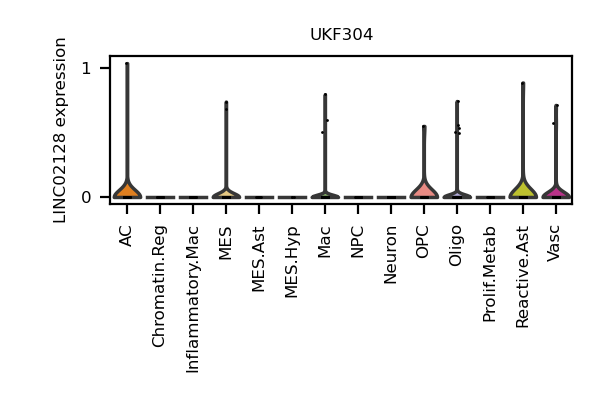 UKF304
LINC02128 expression
1
0
AC
Chromatin.Reg
Inflammatory.Mac
MES
MES.Ast
MES.Hyp
Mac
NPC
Neuron
OPC
Oligo
Prolif.Metab
Reactive.Ast
Vasc